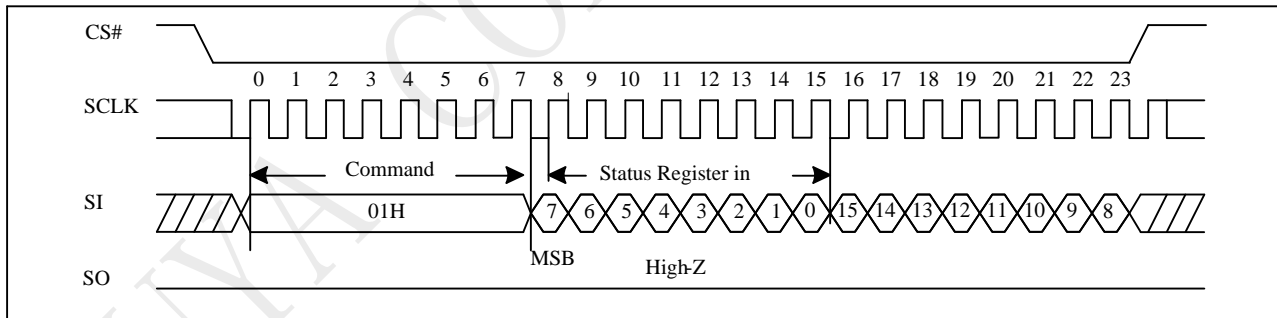 CS#
0 1 2 3 4 5 6 7 8 9 10 11 12 13 14 15 16 17 18 19 20 21 22 23
SCLK
Command Status Register in
SI 01H 7 6 5 4 3 2 1 0 15 14 13 12 11 10 9 8
MSB High-Z
SO